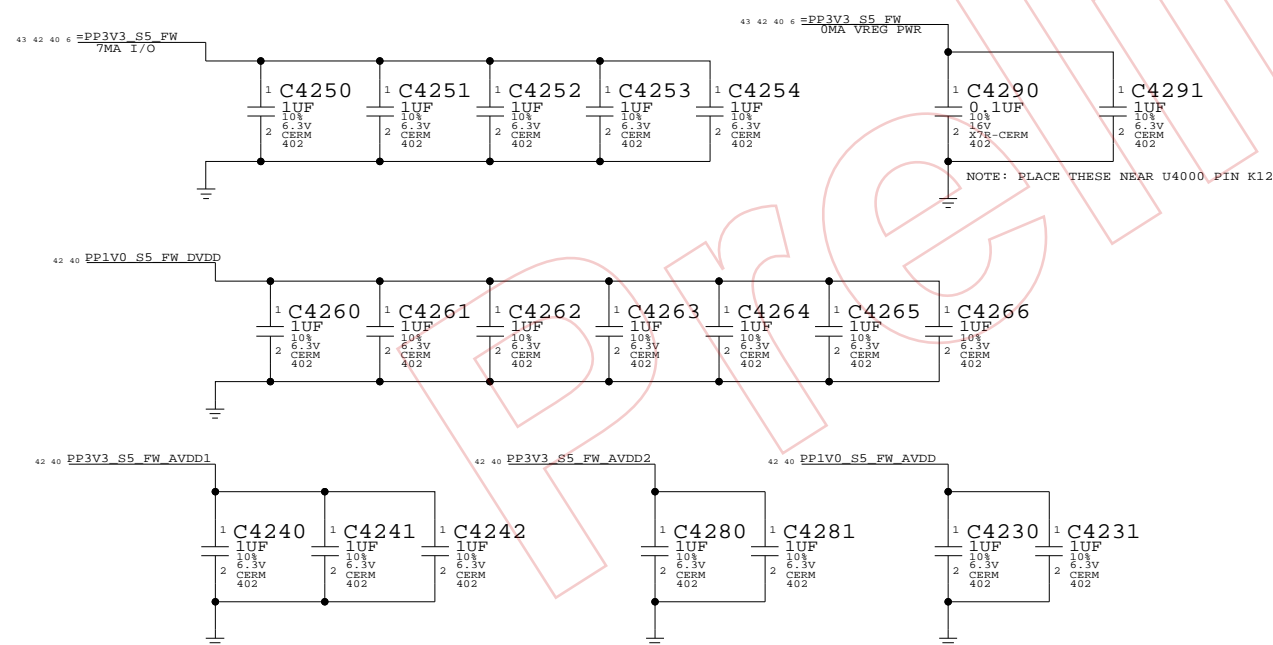 43 42 40 6 =PP3V3_S5_FW
7MA I/O
43 42 40 6 =PP3V3_S5_FW
0MA VREG PWR
1 C4250 1UF 10% 6.3V 2 CERM 402
1 C4251 1UF 10% 6.3V 2 CERM 402
1 C4252 1UF 10% 6.3V 2 CERM 402
1 C4253 1UF 10% 6.3V 2 CERM 402
1 C4254 1UF 10% 6.3V 2 CERM 402
1 C4290 0.1UF 10% 16V 2 X7R-CERM 402
1 C4291 1UF 10% 6.3V 2 CERM 402
NOTE: PLACE THESE NEAR U4000 PIN K12
42 40 PP1V0_S5_FW_DVDD
1 C4260 1UF 10% 6.3V 2 CERM 402
1 C4261 1UF 10% 6.3V 2 CERM 402
1 C4262 1UF 10% 6.3V 2 CERM 402
1 C4263 1UF 10% 6.3V 2 CERM 402
1 C4264 1UF 10% 6.3V 2 CERM 402
1 C4265 1UF 10% 6.3V 2 CERM 402
1 C4266 1UF 10% 6.3V 2 CERM 402
42 40 PP3V3_S5_FW_AVDD1
42 40 PP3V3_S5_FW_AVDD2
42 40 PP1V0_S5_FW_AVDD
1 C4240 1UF 10% 6.3V 2 CERM 402
1 C4241 1UF 10% 6.3V 2 CERM 402
1 C4242 1UF 10% 6.3V 2 CERM 402
1 C4280 1UF 10% 6.3V 2 CERM 402
1 C4281 1UF 10% 6.3V 2 CERM 402
1 C4230 1UF 10% 6.3V 2 CERM 402
1 C4231 1UF 10% 6.3V 2 CERM 402